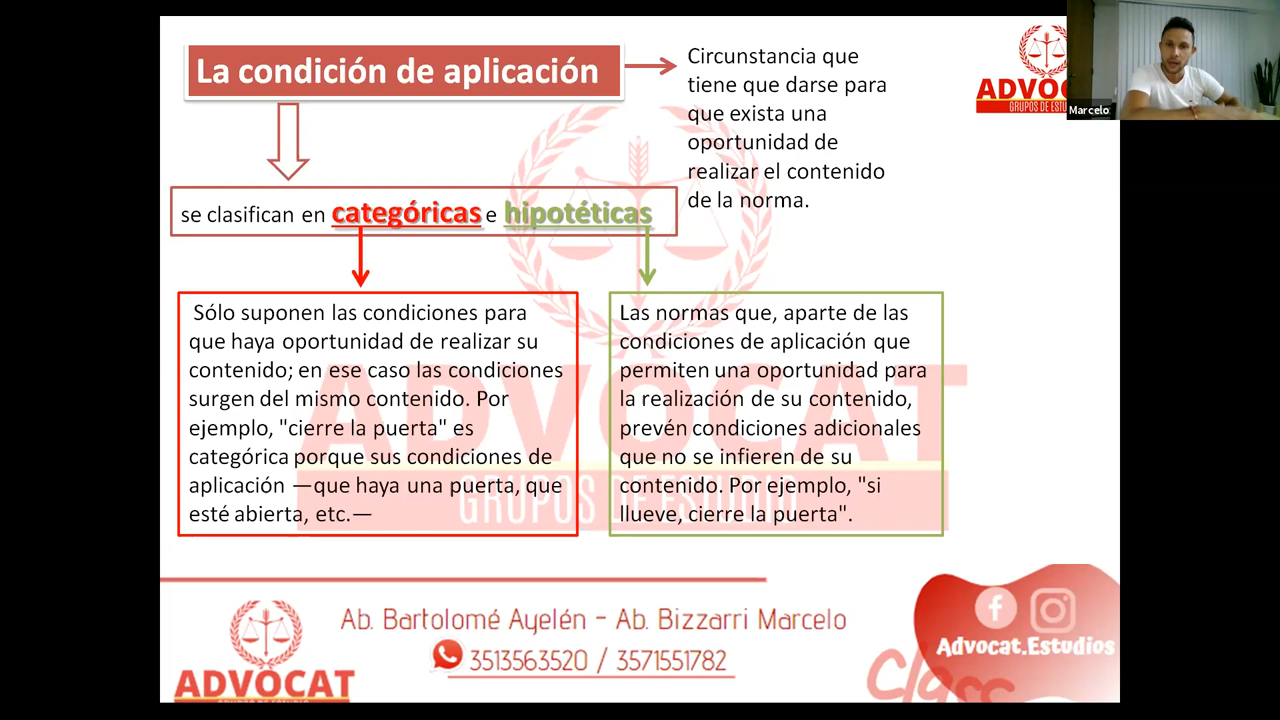 La condición de aplicación
Circunstancia que
tiene que darse para
que exista una
oportunidad de
realizar el contenido
de la norma.
se clasifican en categóricas e hipotéticas
Sólo suponen las condiciones para
que haya oportunidad de realizar su
contenido; en ese caso las condiciones
surgen del mismo contenido. Por
ejemplo, "cierre la puerta" es
categórica porque sus condiciones de
aplicación —que haya una puerta, que
esté abierta, etc.—
Las normas que, aparte de las
condiciones de aplicación que
permiten una oportunidad para
la realización de su contenido,
prevén condiciones adicionales
que no se infieren de su
contenido. Por ejemplo, "si
llueve, cierre la puerta".
ADVOCAT
GRUPOS DE ESTUDIO
Marcelo
Ab. Bartolomé Ayelén - Ab. Bizzarri Marcelo
3513563520 / 3571551782
ADVOCAT
Advocat.Estudios
Class